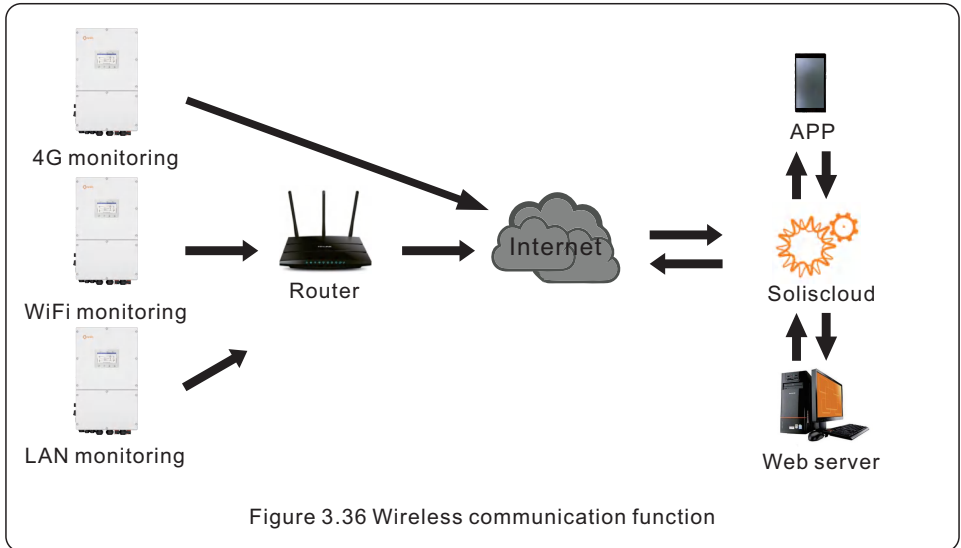 4G monitoring
APP
Internet
Router
WiFi monitoring
Soliscloud
LAN monitoring
Web server
Figure 3.36 Wireless communication function